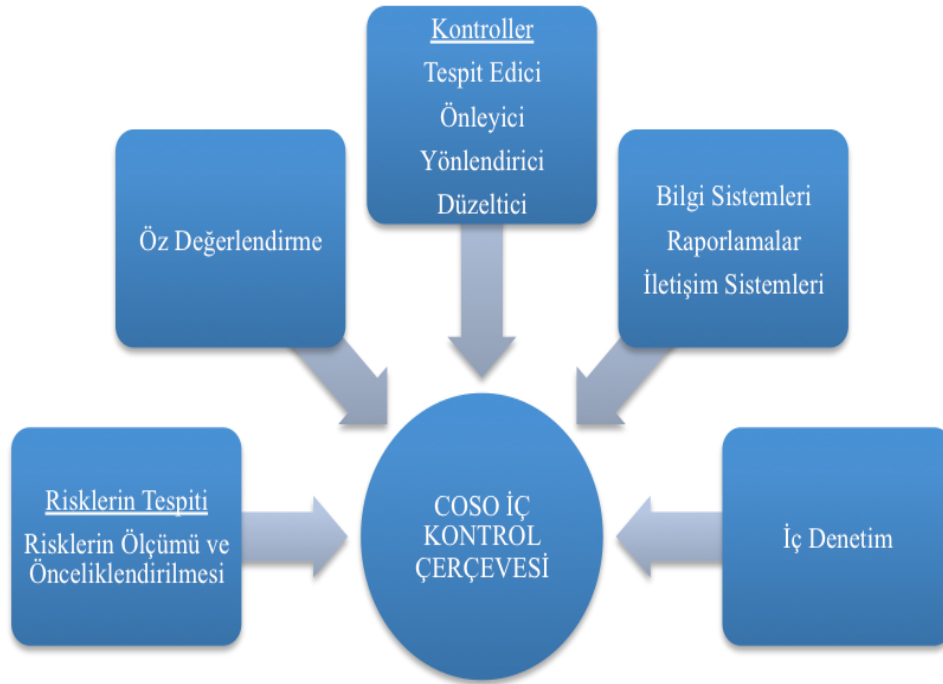 Kontroller
Tespit Edici
Önleyici
Yönlendirici
Düzeltici
Öz Değerlendirme
Bilgi Sistemleri
Raporlamalar
İletişim Sistemleri
Risklerin Tespiti
Risklerin Ölçümü ve
Önceliklendirilmesi
COSO İÇ
KONTROL
ÇERÇEVESİ
İç Denetim